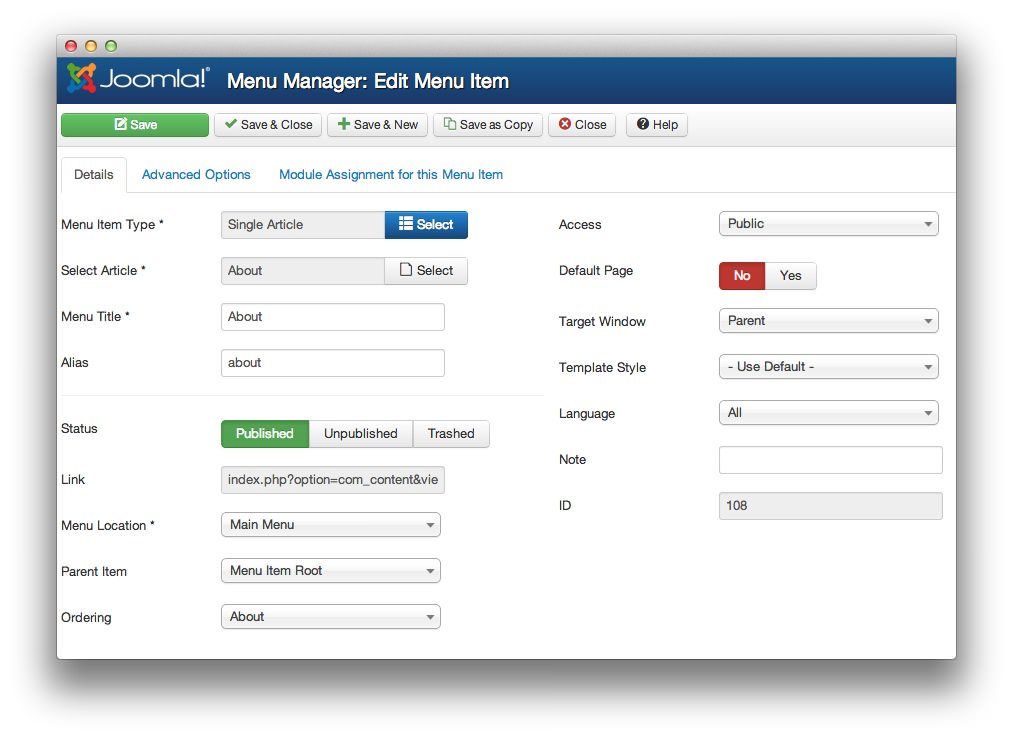 Joomla!® Menu Manager: Edit Menu Item
Save Save & Close Save & New Save as Copy Close Help
Details Advanced Options Module Assignment for this Menu Item
Menu Item Type * Single Article Select
Select Article * About Select
Menu Title * About
Alias about
Status Published Unpublished Trashed
Link index.php?option=com_content&vie
Menu Location * Main Menu
Parent Item Menu Item Root
Ordering About
Access Public
Default Page No Yes
Target Window Parent
Template Style - Use Default -
Language All
Note
ID 108